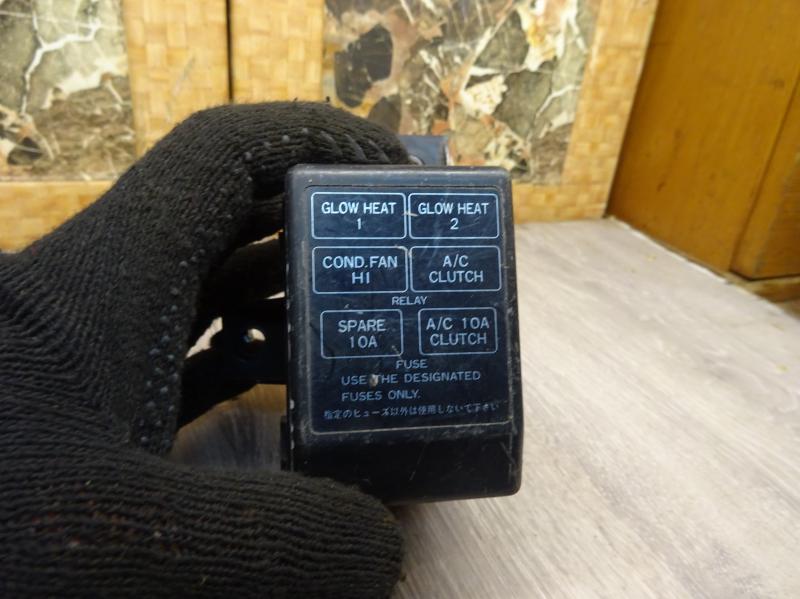 GLOW HEAT 1
GLOW HEAT 2
COND.FAN HI
A/C CLUTCH
RELAY
SPARE 10A
A/C 10A CLUTCH
FUSE
USE THE DESIGNATED
FUSES ONLY.
指定のヒューズ以外は使用しないで下さい